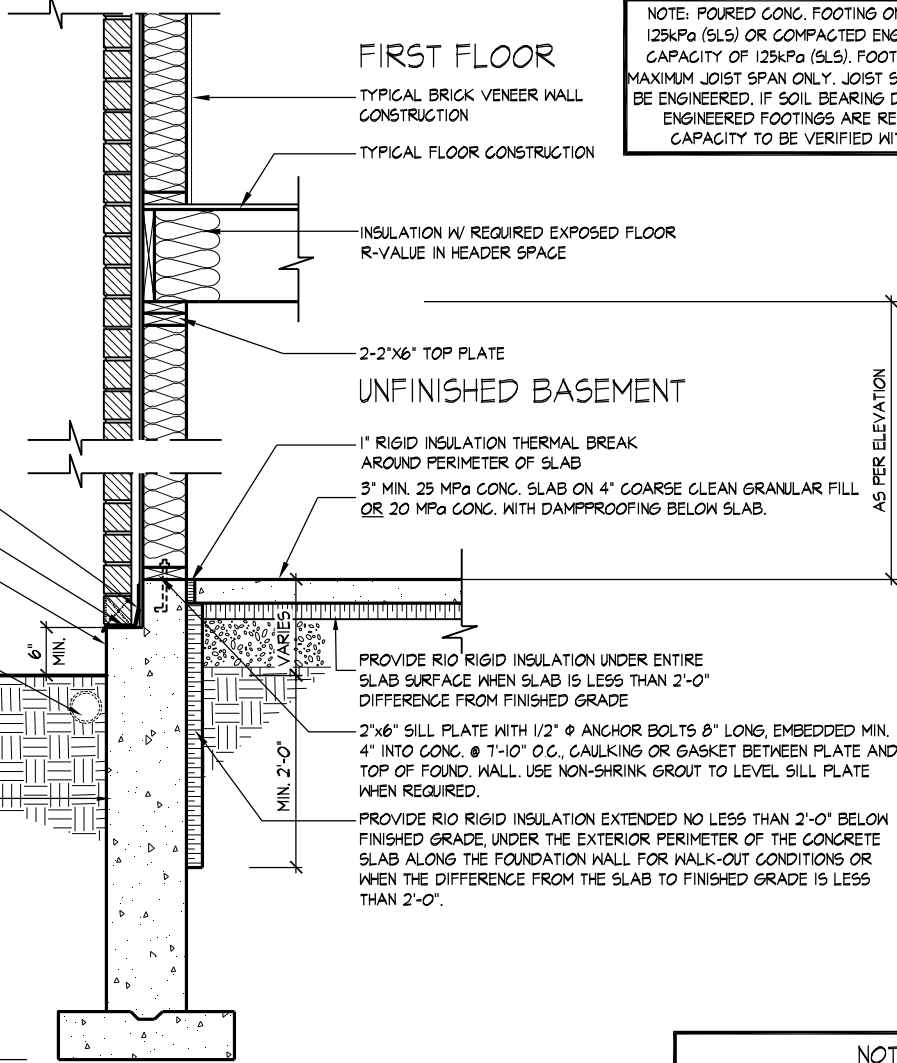 NOTE: POURED CONC. FOOTING
125kPa (SLS) OR COMPACTED
CAPACITY OF 125kPa (SLS).
MAXIMUM JOIST SPAN ONLY. JOIST
BE ENGINEERED. IF SOIL BEARING
ENGINEERED FOOTINGS ARE
CAPACITY TO BE VERIFIED
FIRST FLOOR
TYPICAL BRICK VENEER WALL
CONSTRUCTION
TYPICAL FLOOR CONSTRUCTION
INSULATION W/ REQUIRED EXPOSED FLOOR
R-VALUE IN HEADER SPACE
2-2"X6" TOP PLATE
UNFINISHED BASEMENT
AS PER ELEVATION
1" RIGID INSULATION THERMAL BREAK
AROUND PERIMETER OF SLAB
3" MIN. 25 MPa CONC. SLAB ON 4" COARSE CLEAN GRANULAR FILL
OR 20 MPa CONC. WITH DAMPPROOFING BELOW SLAB.
6"
MIN.
VARIES
MIN. 2'-0"
PROVIDE R10 RIGID INSULATION UNDER ENTIRE
SLAB SURFACE WHEN SLAB IS LESS THAN 2'-0"
DIFFERENCE FROM FINISHED GRADE
2"x6" SILL PLATE WITH 1/2" Φ ANCHOR BOLTS 8" LONG, EMBEDDED MIN.
4" INTO CONC. @ 7'-10" O.C., CAULKING OR GASKET BETWEEN PLATE AND
TOP OF FOUND. WALL. USE NON-SHRINK GROUT TO LEVEL SILL PLATE
WHEN REQUIRED.
PROVIDE R10 RIGID INSULATION EXTENDED NO LESS THAN 2'-0" BELOW
FINISHED GRADE, UNDER THE EXTERIOR PERIMETER OF THE CONCRETE
SLAB ALONG THE FOUNDATION WALL FOR WALK-OUT CONDITIONS OR
WHEN THE DIFFERENCE FROM THE SLAB TO FINISHED GRADE IS LESS
THAN 2'-0".